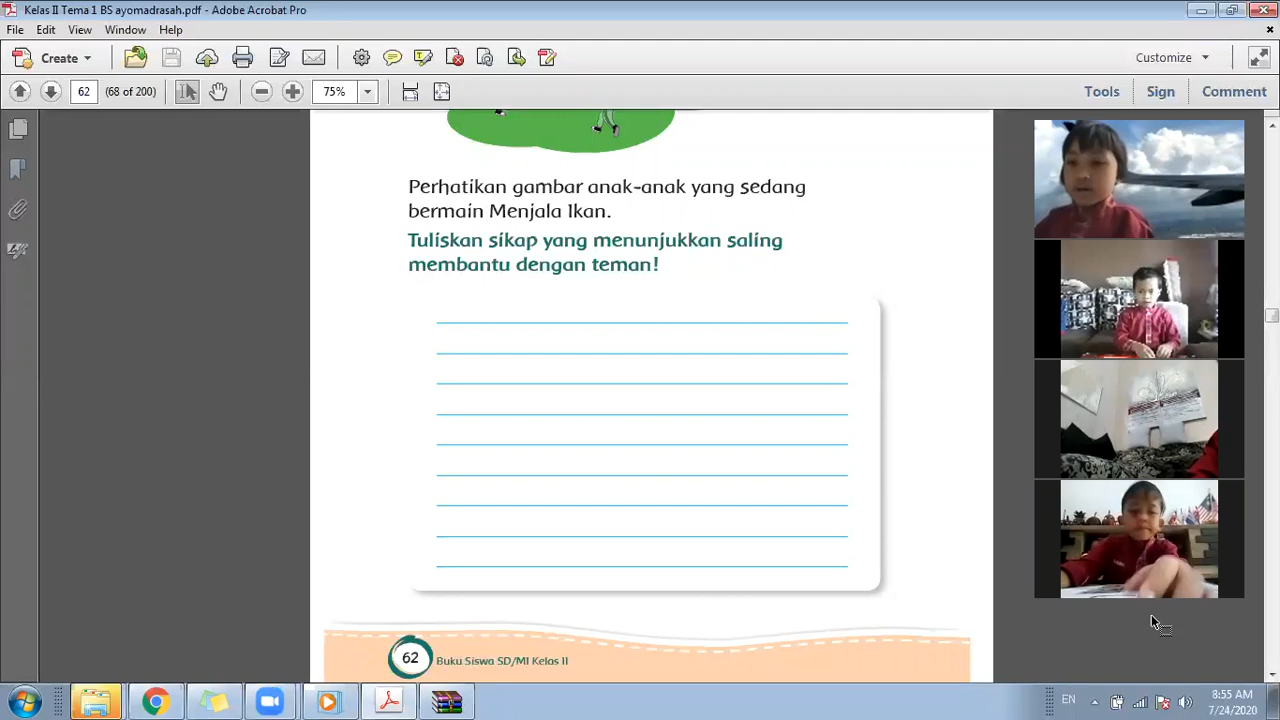 Kelas II Tema 1 BS ayomadrasah.pdf - Adobe Acrobat Pro
File Edit View Window Help
Create Customize
62 (68 of 200) 75% Tools Sign Comment
Perhatikan gambar anak-anak yang sedang
bermain Menjala Ikan.
Tuliskan sikap yang menunjukkan saling
membantu dengan teman!
62 Buku Siswa SD/MI Kelas II
EN 8:55 AM
7/24/2020